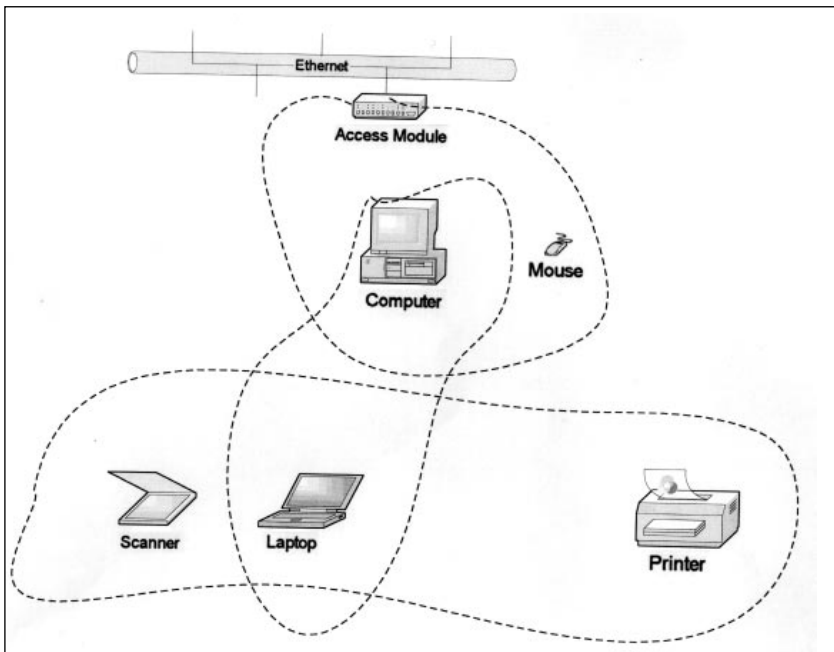 Ethernet
Access Module
Computer
Mouse
Scanner
Laptop
Printer